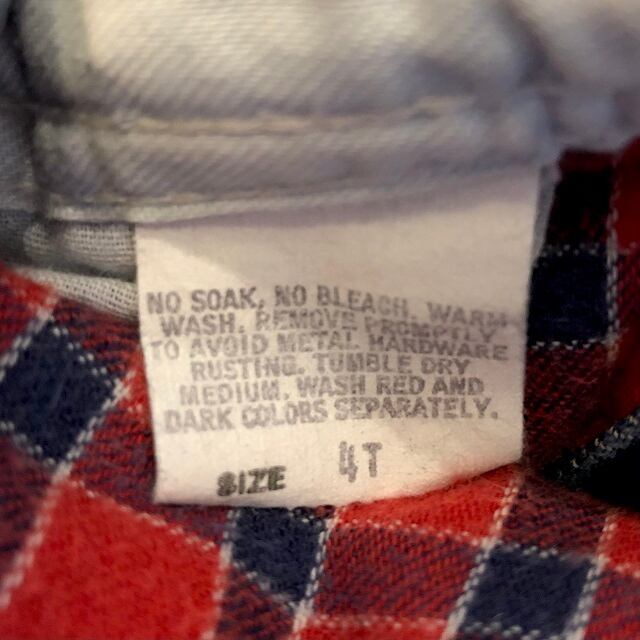 NO SOAK, NO BLEACH, WARM
WASH, REMOVE PROMPTLY
TO AVOID METAL HARDWARE
RUSTING. TUMBLE DRY
MEDIUM. WASH RED AND
DARK COLORS SEPARATELY.
SIZE 4T